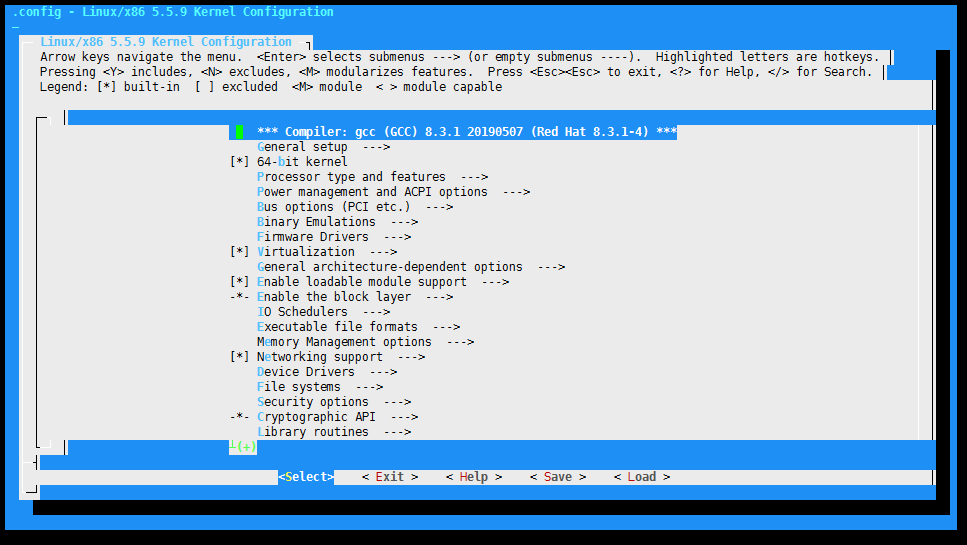 .config - Linux/x86 5.5.9 Kernel Configuration
Linux/x86 5.5.9 Kernel Configuration
Arrow keys navigate the menu.  <Enter> selects submenus ---> (or empty submenus ----).  Highlighted letters are hotkeys.
Pressing <Y> includes, <N> excludes, <M> modularizes features.  Press <Esc><Esc> to exit, <?> for Help, </> for Search.
Legend: [*] built-in  [ ] excluded  <M> module  < > module capable
*** Compiler: gcc (GCC) 8.3.1 20190507 (Red Hat 8.3.1-4) ***
General setup  --->
[*] 64-bit kernel
Processor type and features  --->
Power management and ACPI options  --->
Bus options (PCI etc.)  --->
Binary Emulations  --->
Firmware Drivers  --->
[*] Virtualization  --->
General architecture-dependent options  --->
[*] Enable loadable module support  --->
-*- Enable the block layer  --->
IO Schedulers  --->
Executable file formats  --->
Memory Management options  --->
[*] Networking support  --->
Device Drivers  --->
File systems  --->
Security options  --->
-*- Cryptographic API  --->
Library routines  --->
┴(+)
<Select>    < Exit >    < Help >    < Save >    < Load >